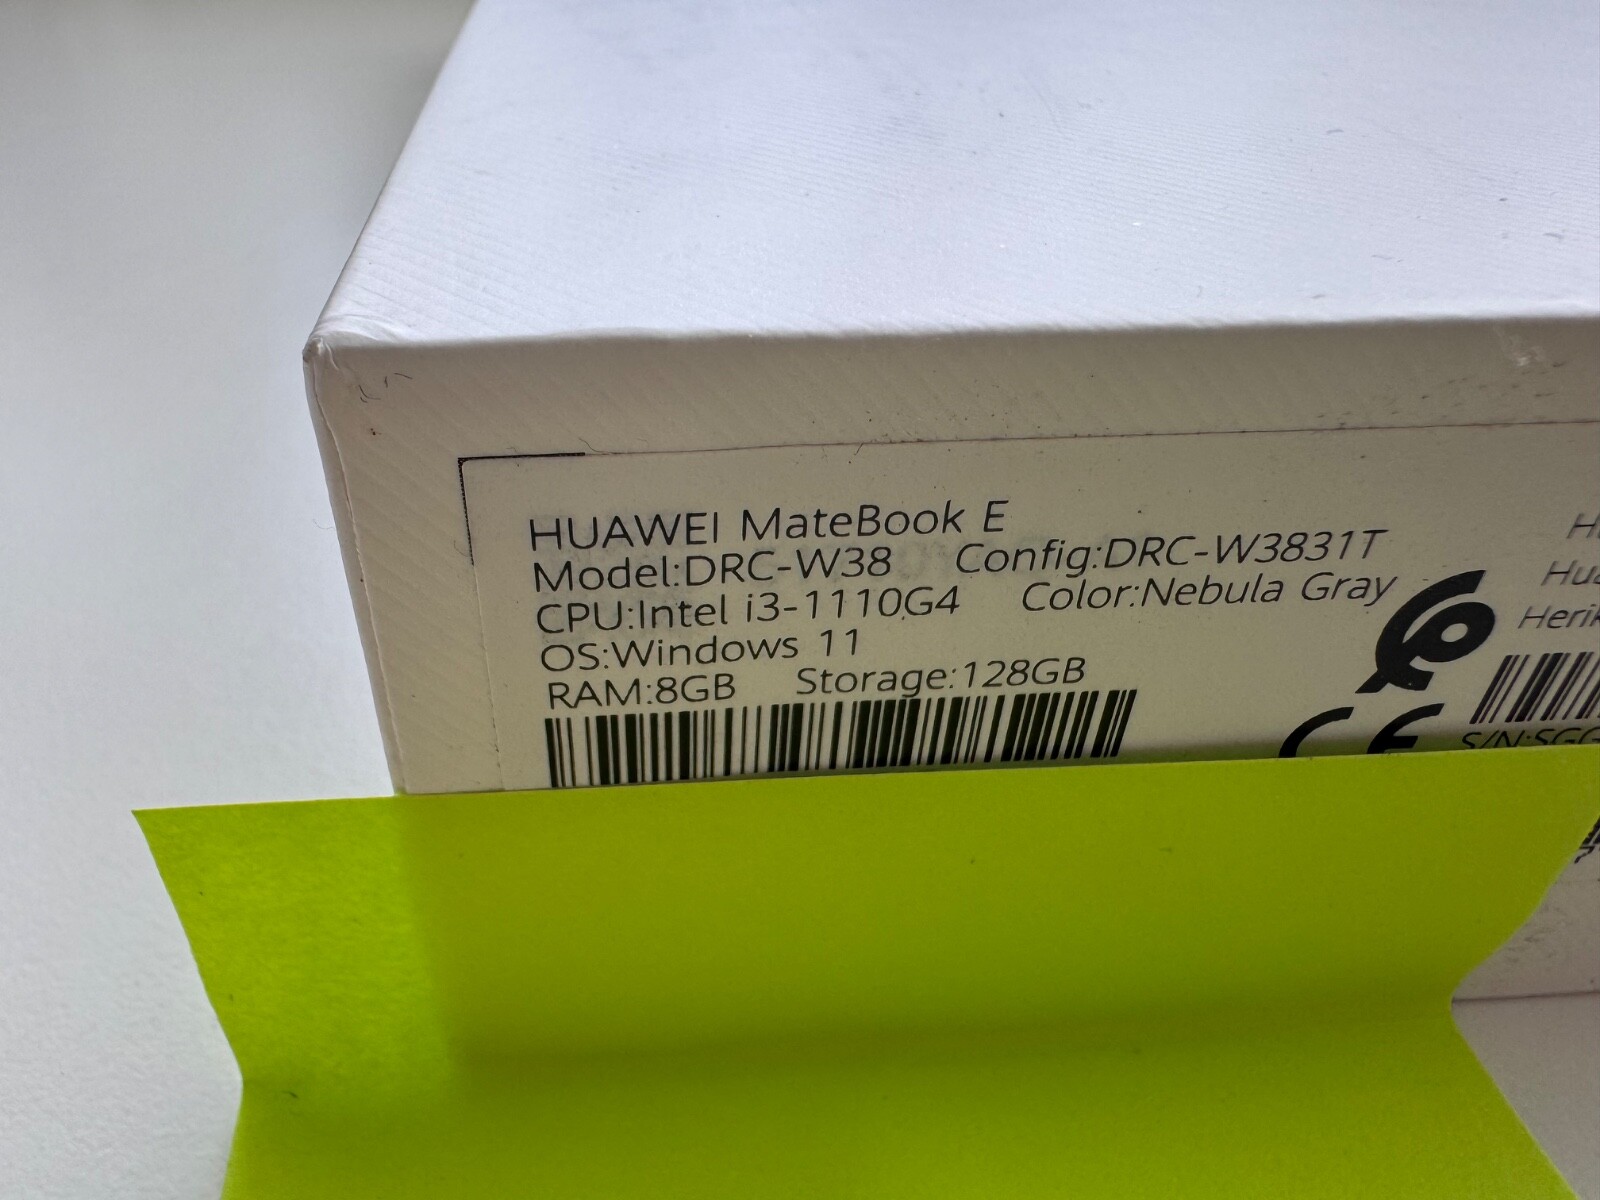 HUAWEI MateBook E
Model:DRC-W38 Config:DRC-W3831T
CPU:Intel i3-1110G4 Color:Nebula Gray
OS:Windows 11
RAM:8GB Storage:128GB
CE